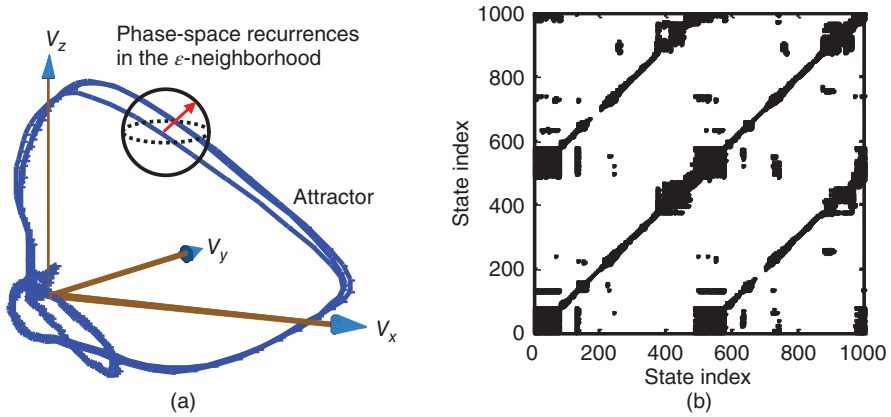 Phase-space recurrences
in the ε-neighborhood
V_z
Attractor
V_y
V_x
(a)
1000
800
600
400
200
0
State index
0 200 400 600 800 1000
State index
(b)